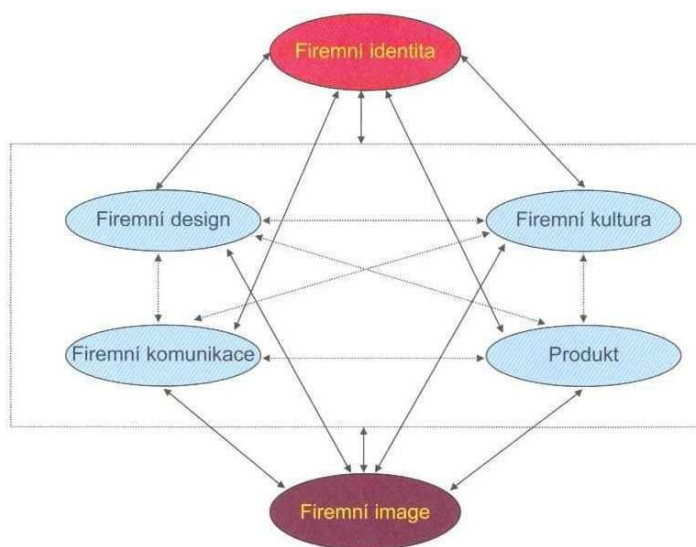 Firemní identita
Firemní design
Firemní kultura
Firemní komunikace
Produkt
Firemní image